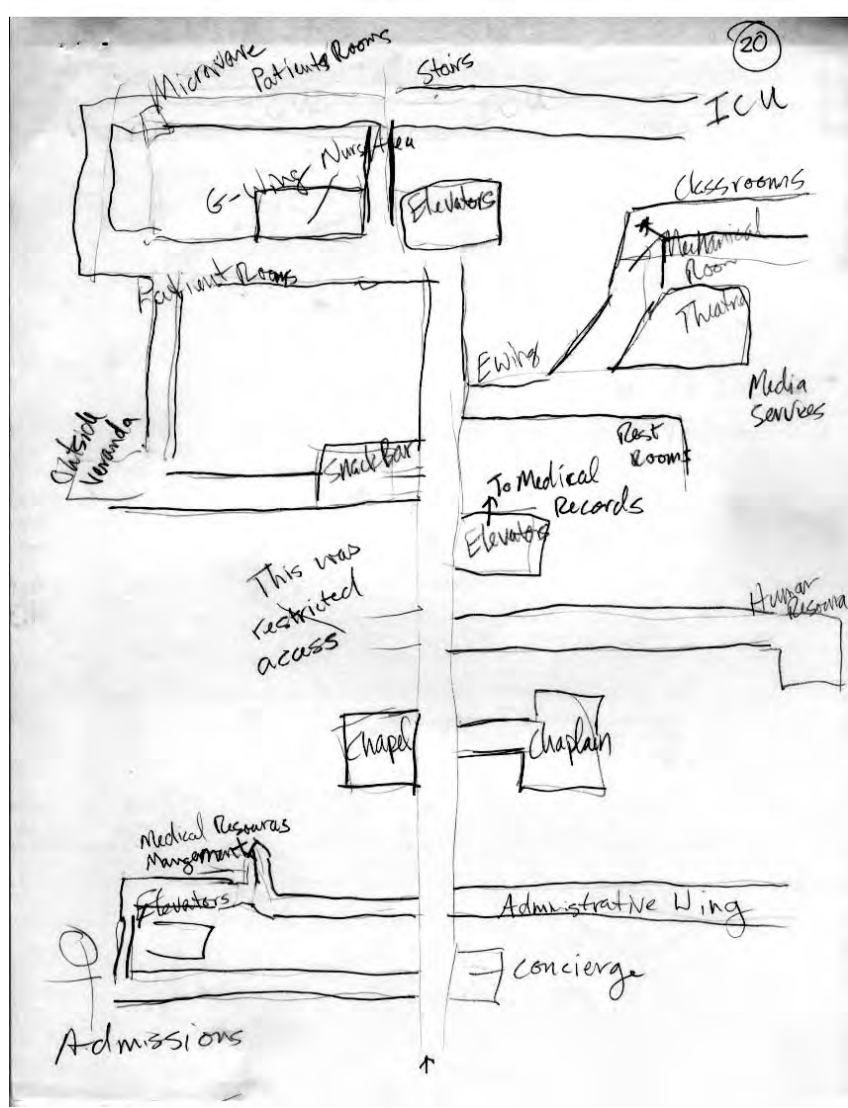 20
Microwave
Patients Rooms
Stairs
ICU
Nurs Area
G-Wing
Elevators
Classrooms
Mechanical
Room
Theatre
Patient Rooms
E wing
Media
Services
Outside
Veranda
Snack Bar
Rest
Rooms
To Medical
Records
Elevators
This was
restricted
access
Human
Resource
Chapel
Chaplain
Medical Resources
Mangement
Elevators
Administrative Wing
Concierge
Admissions